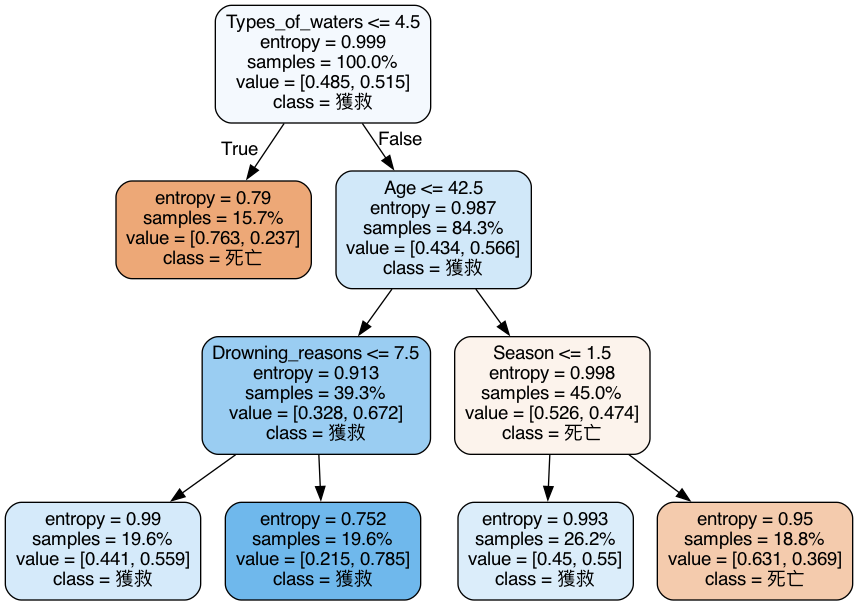 Types_of_waters <= 4.5
entropy = 0.999
samples = 100.0%
value = [0.485, 0.515]
class = 獲救
True
False
entropy = 0.79
samples = 15.7%
value = [0.763, 0.237]
class = 死亡
Age <= 42.5
entropy = 0.987
samples = 84.3%
value = [0.434, 0.566]
class = 獲救
Drowning_reasons <= 7.5
entropy = 0.913
samples = 39.3%
value = [0.328, 0.672]
class = 獲救
Season <= 1.5
entropy = 0.998
samples = 45.0%
value = [0.526, 0.474]
class = 死亡
entropy = 0.99
samples = 19.6%
value = [0.441, 0.559]
class = 獲救
entropy = 0.752
samples = 19.6%
value = [0.215, 0.785]
class = 獲救
entropy = 0.993
samples = 26.2%
value = [0.45, 0.55]
class = 獲救
entropy = 0.95
samples = 18.8%
value = [0.631, 0.369]
class = 死亡